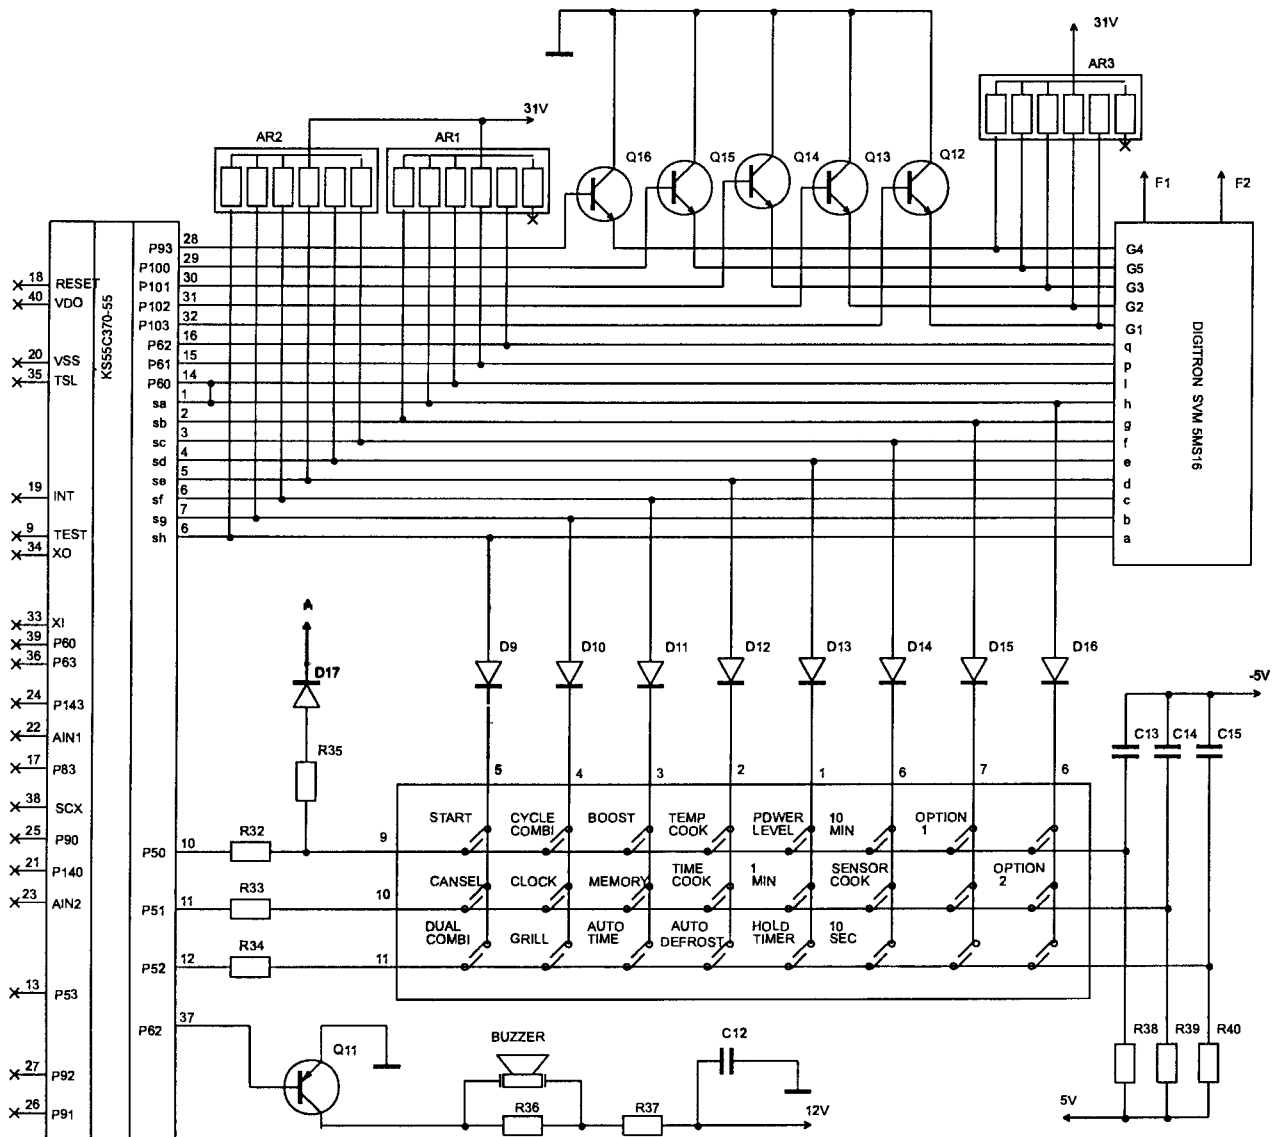 31V
AR3
31V
AR2
AR1
Q16
Q15
Q14
Q13
Q12
F1
F2
KS55C370-55
18 RESET
40 VDO
20 VSS
35 TSL
19 INT
9 TEST
34 XO
33 XI
39 P60
36 P63
24 P143
22 AIN1
17 P83
38 SCX
25 P90
21 P140
23 AIN2
13 P53
27 P92
26 P91
P93 28
P100 29
P101 30
P102 31
P103 32
P62 16
P61 15
P60 14
sa 1
sb 2
sc 3
sd 4
se 5
sf 6
sg 7
sh 6
G4
G5
G3
G2
G1
q
p
l
h
g
f
e
d
c
b
a
DIGITRON SVM 5MS16
A
D17
R35
D9
D10
D11
D12
D13
D14
D15
D16
-5V
C13
C14
C15
5
4
3
2
1
6
7
6
P50 10
R32
9
START
CYCLE COMBI
BOOST
TEMP COOK
POWER LEVEL
10 MIN
OPTION 1
P51 11
R33
10
CANSEL
CLOCK
MEMORY
TIME COOK
1 MIN
SENSOR COOK
OPTION 2
P52 12
R34
11
DUAL COMBI
GRILL
AUTO TIME
AUTO DEFROST
HOLD TIMER
10 SEC
P62 37
Q11
BUZZER
R36
R37
C12
12V
R38
R39
R40
5V